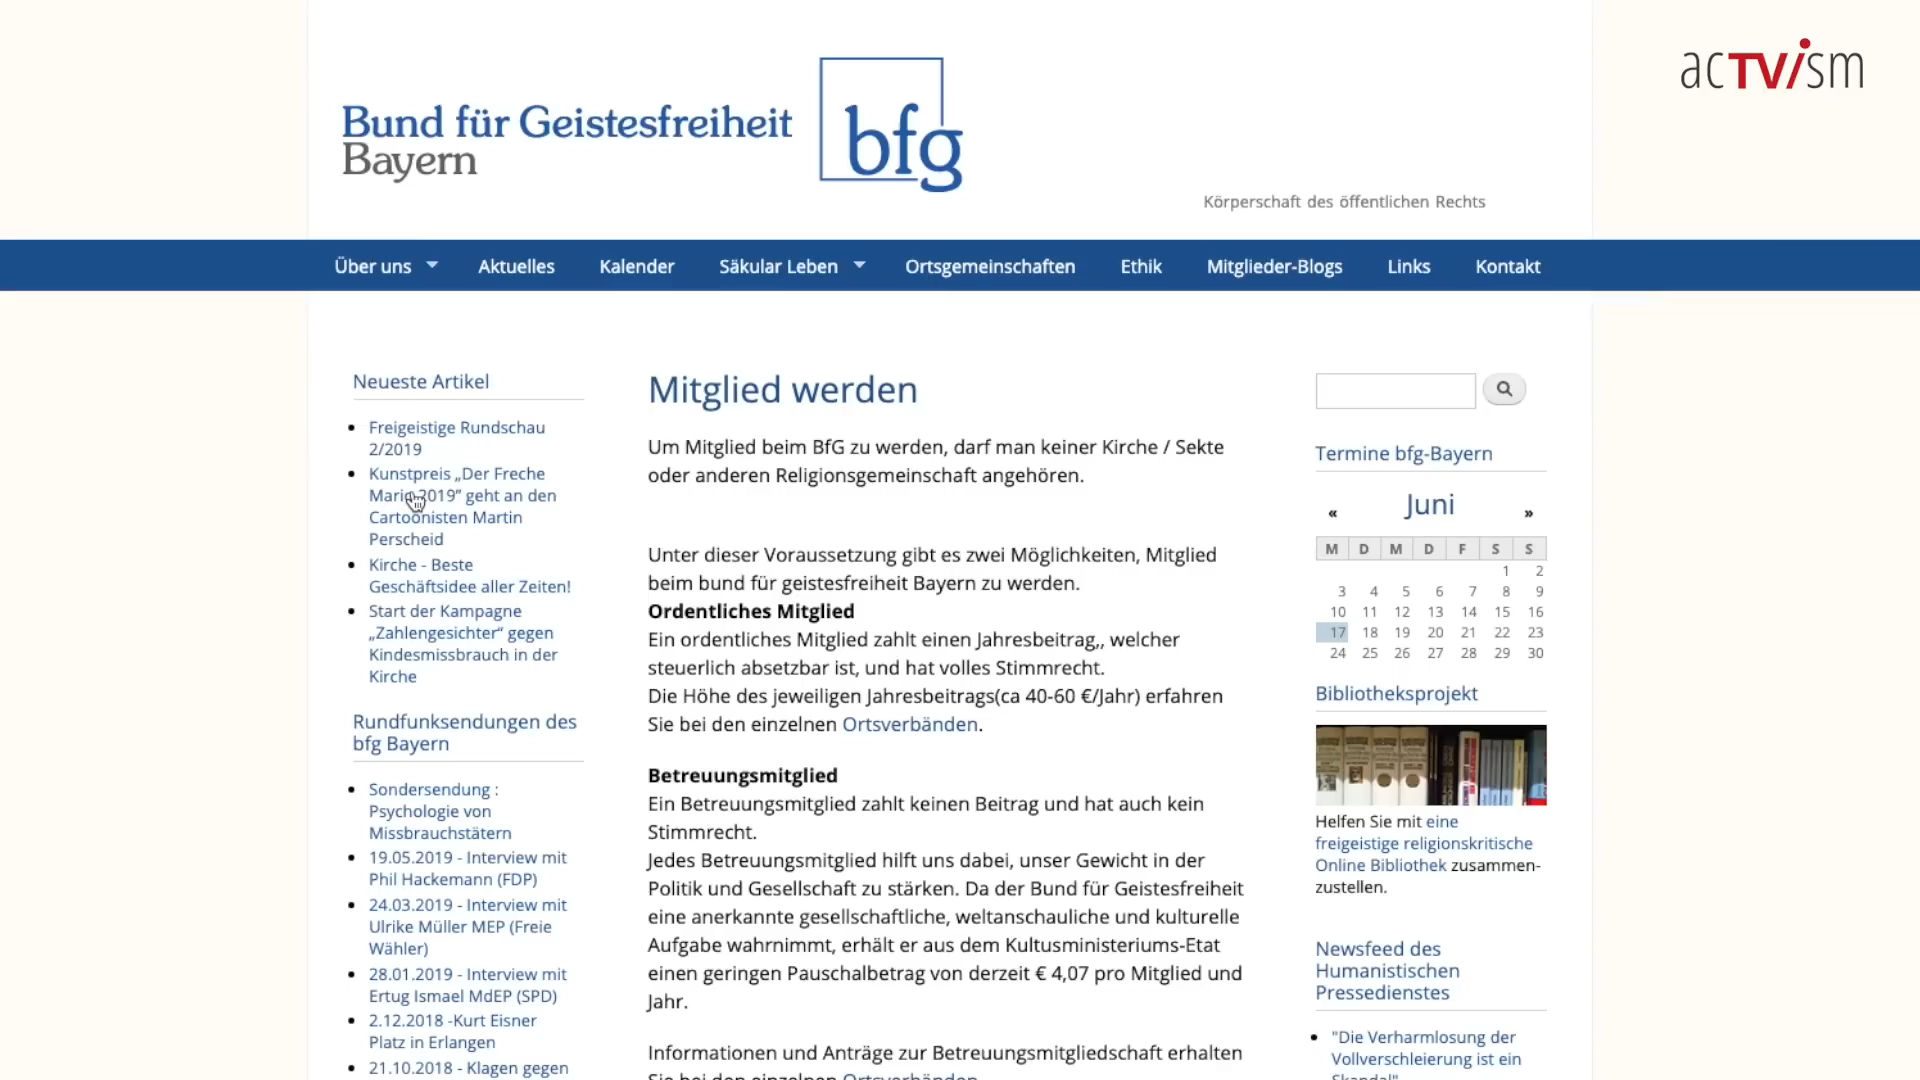 acTVism
Bund für Geistesfreiheit
Bayern
bfg
Körperschaft des öffentlichen Rechts
Über uns Aktuelles Kalender Säkular Leben Ortsgemeinschaften Ethik Mitglieder-Blogs Links Kontakt
Neueste Artikel
Freigeistige Rundschau
2/2019
Kunstpreis „Der Freche
Mario 2019” geht an den
Cartoonisten Martin
Perscheid
Kirche - Beste
Geschäftsidee aller Zeiten!
Start der Kampagne
„Zahlengesichter“ gegen
Kindesmissbrauch in der
Kirche
Rundfunksendungen des
bfg Bayern
Sondersendung :
Psychologie von
Missbrauchstätern
19.05.2019 - Interview mit
Phil Hackemann (FDP)
24.03.2019 - Interview mit
Ulrike Müller MEP (Freie
Wähler)
28.01.2019 - Interview mit
Ertug Ismael MdEP (SPD)
2.12.2018 -Kurt Eisner
Platz in Erlangen
21.10.2018 - Klagen gegen
Mitglied werden
Um Mitglied beim BfG zu werden, darf man keiner Kirche / Sekte
oder anderen Religionsgemeinschaft angehören.
Unter dieser Voraussetzung gibt es zwei Möglichkeiten, Mitglied
beim bund für geistesfreiheit Bayern zu werden.
Ordentliches Mitglied
Ein ordentliches Mitglied zahlt einen Jahresbeitrag,, welcher
steuerlich absetzbar ist, und hat volles Stimmrecht.
Die Höhe des jeweiligen Jahresbeitrags(ca 40-60 €/Jahr) erfahren
Sie bei den einzelnen Ortsverbänden.
Betreuungsmitglied
Ein Betreuungsmitglied zahlt keinen Beitrag und hat auch kein
Stimmrecht.
Jedes Betreuungsmitglied hilft uns dabei, unser Gewicht in der
Politik und Gesellschaft zu stärken. Da der Bund für Geistesfreiheit
eine anerkannte gesellschaftliche, weltanschauliche und kulturelle
Aufgabe wahrnimmt, erhält er aus dem Kultusministeriums-Etat
einen geringen Pauschalbetrag von derzeit € 4,07 pro Mitglied und
Jahr.
Informationen und Anträge zur Betreuungsmitgliedschaft erhalten
Sie bei den einzelnen Ortsverbänden
Termine bfg-Bayern
« Juni »
M D M D F S S
1 2
3 4 5 6 7 8 9
10 11 12 13 14 15 16
17 18 19 20 21 22 23
24 25 26 27 28 29 30
Bibliotheksprojekt
Helfen Sie mit eine
freigeistige religionskritische
Online Bibliothek zusammen-
zustellen.
Newsfeed des
Humanistischen
Pressedienstes
"Die Verharmlosung der
Vollverschleierung ist ein
Skandal"